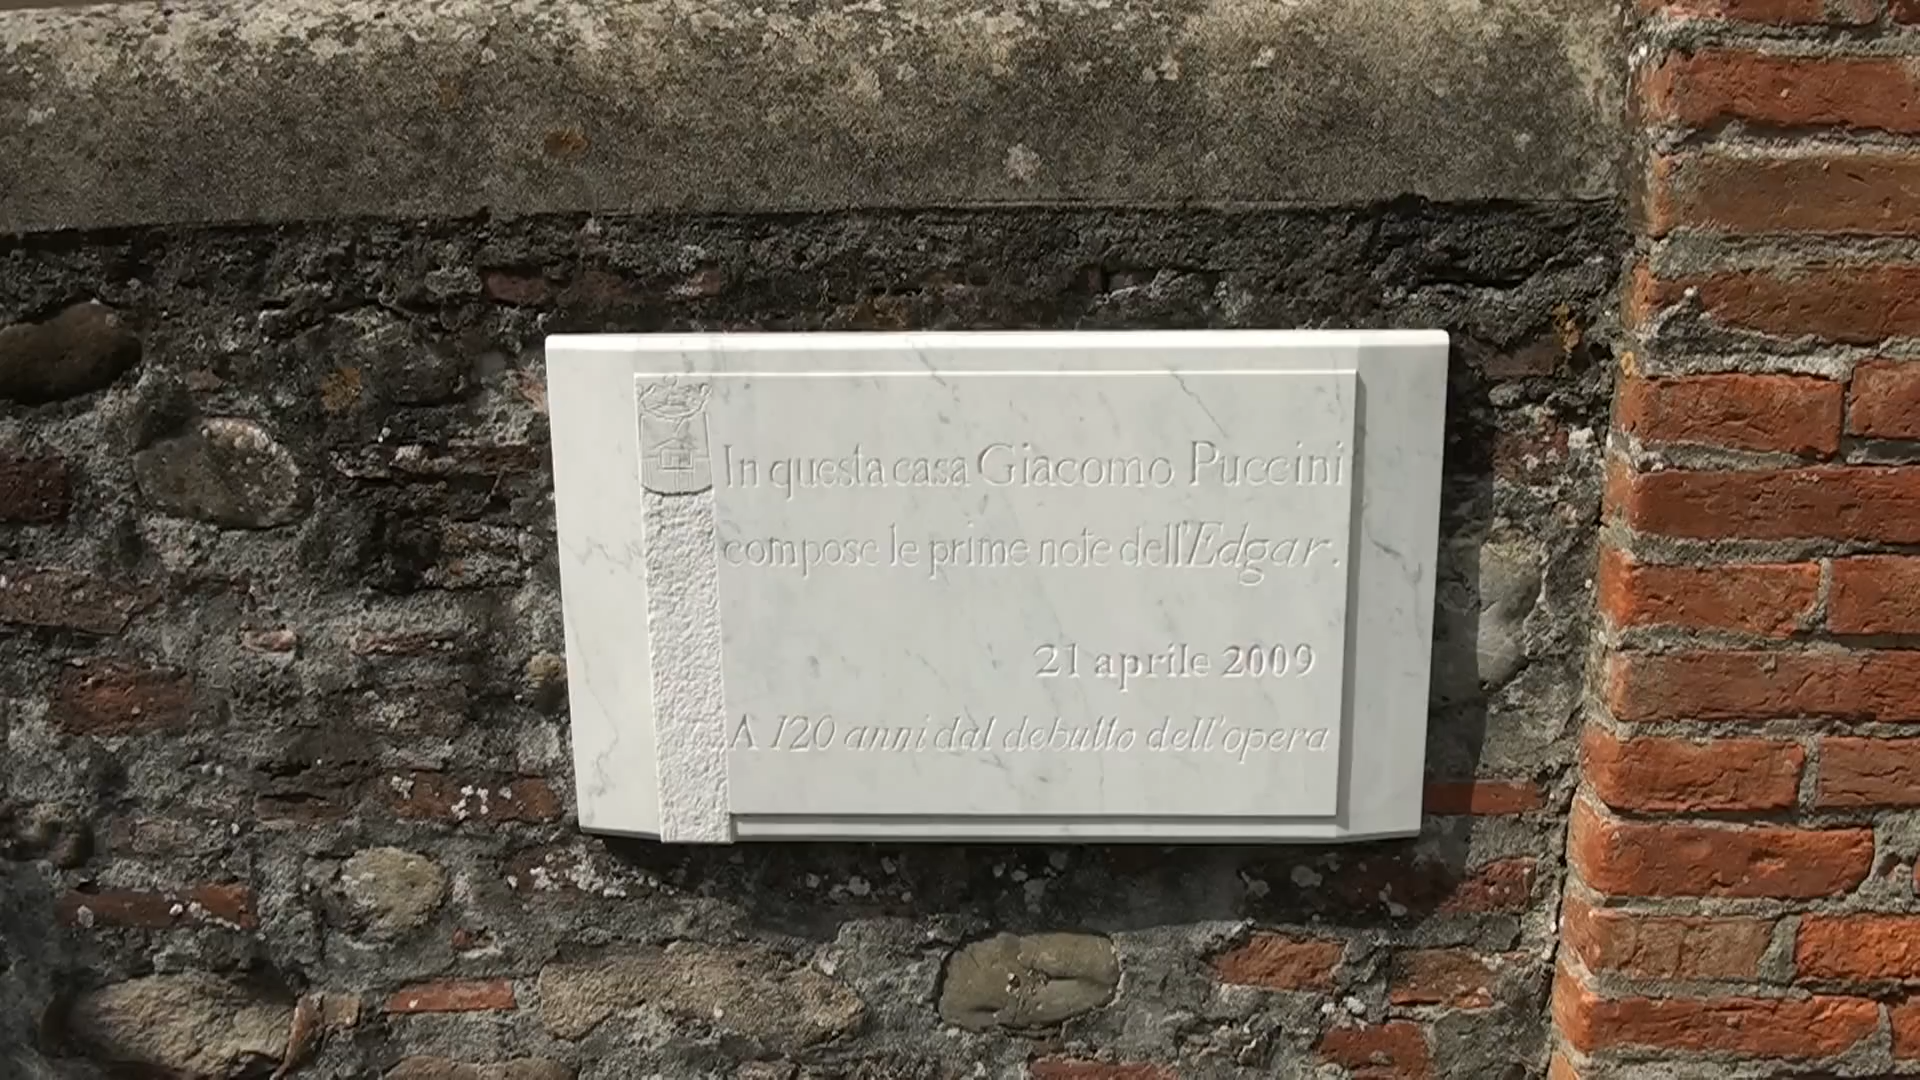 In questa casa Giacomo Puccini
compose le prime note dell'Edgar.
21 aprile 2009
A 120 anni dal debutto dell'opera